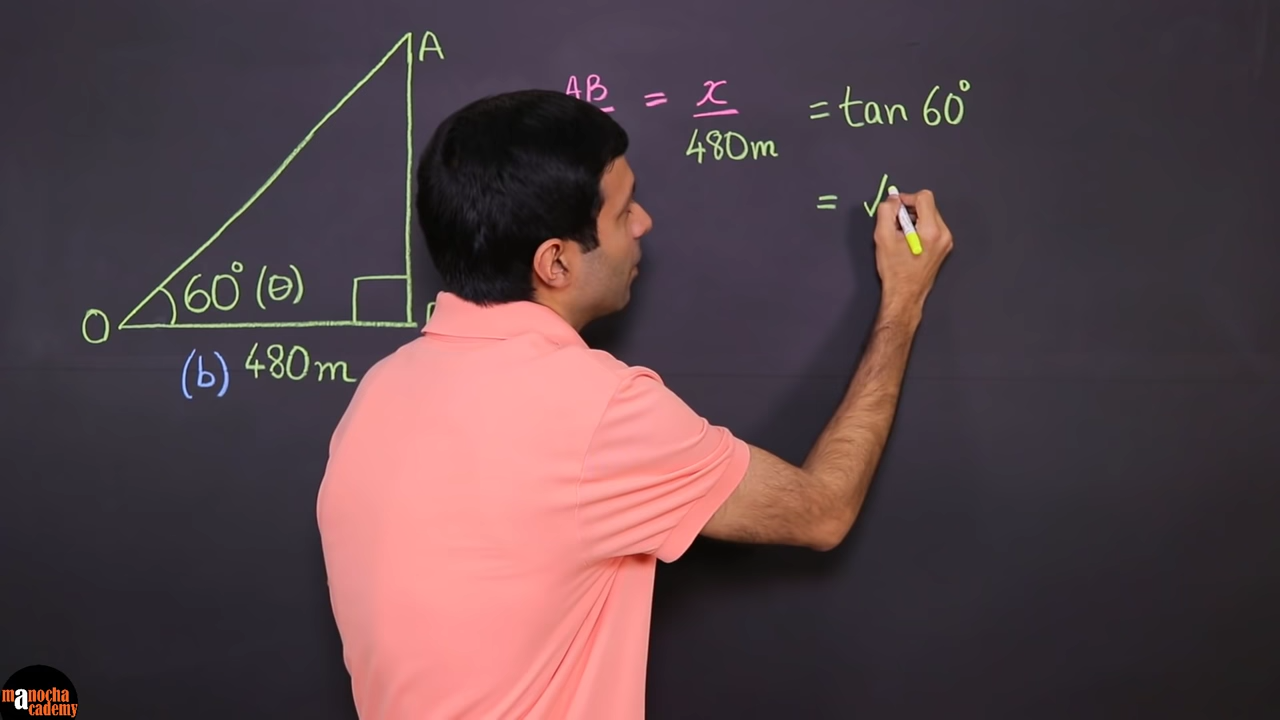 A
AB = x = tan 60°
480m
= √
60° (θ)
O
(b) 480m
manocha
academy